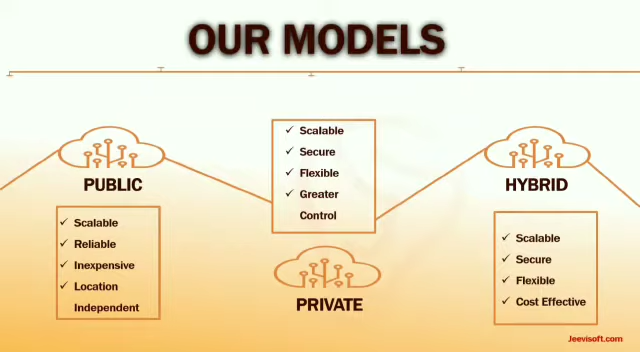 OUR MODELS
PUBLIC
✓ Scalable
✓ Reliable
✓ Inexpensive
✓ Location
Independent
✓ Scalable
✓ Secure
✓ Flexible
✓ Greater
Control
PRIVATE
HYBRID
✓ Scalable
✓ Secure
✓ Flexible
✓ Cost Effective
Jeevisoft.com